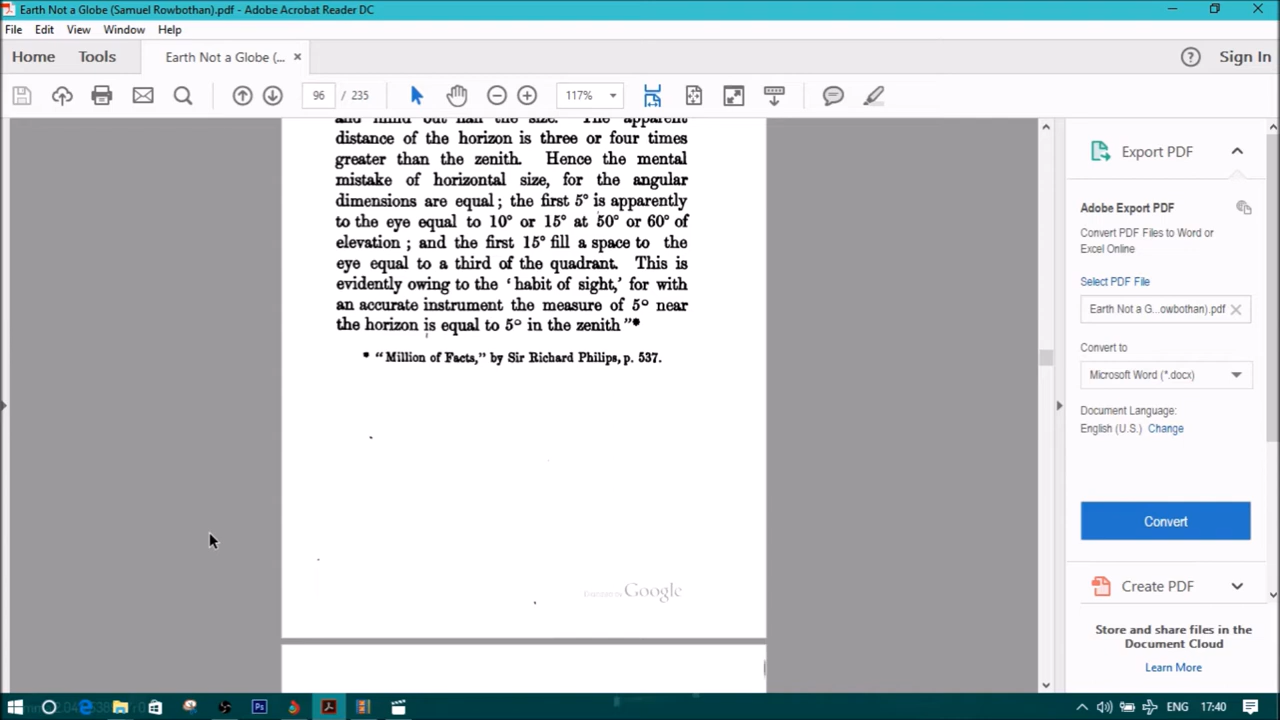 Earth Not a Globe (Samuel Rowbothan).pdf - Adobe Acrobat Reader DC
File Edit View Window Help
Home Tools Earth Not a Globe (... ×
Sign In
96 / 235 117%
distance of the horizon is three or four times
greater than the zenith. Hence the mental
mistake of horizontal size, for the angular
dimensions are equal; the first 5° is apparently
to the eye equal to 10° or 15° at 50° or 60° of
elevation; and the first 15° fill a space to the
eye equal to a third of the quadrant. This is
evidently owing to the ‘habit of sight,’ for with
an accurate instrument the measure of 5° near
the horizon is equal to 5° in the zenith”*
* “Million of Facts,” by Sir Richard Philips, p. 537.
Digitized by Google
Export PDF
Adobe Export PDF
Convert PDF Files to Word or
Excel Online
Select PDF File
Earth Not a G...owbothan).pdf
Convert to
Microsoft Word (*.docx)
Document Language:
English (U.S.) Change
Convert
Create PDF
Store and share files in the
Document Cloud
Learn More
ENG 17:40